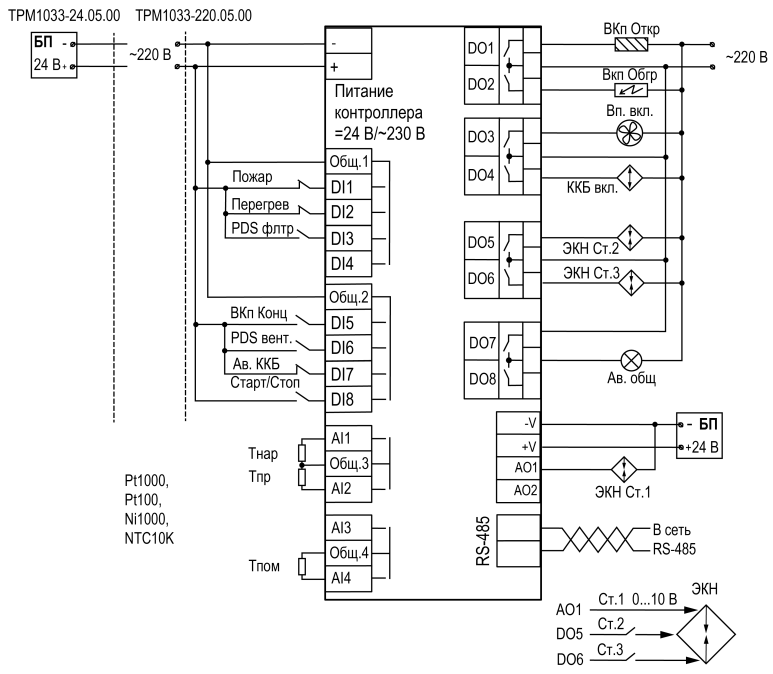 ТРМ1033-24.05.00
ТРМ1033-220.05.00
БП -
24 В +
~220 В
-
+
Питание
контроллера
=24 В/~230 В
Общ.1
Пожар
DI1
Перегрев
DI2
PDS флтр
DI3
DI4
Общ.2
ВКп Конц
DI5
PDS вент.
DI6
Ав. ККБ
DI7
Старт/Стоп
DI8
AI1
Тнар
Общ.3
Тпр
AI2
Pt1000,
Pt100,
Ni1000,
NTC10K
AI3
Общ.4
Тпом
AI4
DO1
ВКп Откр
~220 В
DO2
Вкп Обгр
Вп. вкл.
DO3
DO4
ККБ вкл.
DO5
ЭКН Ст.2
DO6
ЭКН Ст.3
DO7
DO8
Ав. общ
-V
- БП
+V
+24 В
AO1
ЭКН Ст.1
AO2
RS-485
В сеть
RS-485
ЭКН
AO1 Ст.1 0...10 В
DO5 Ст.2
DO6 Ст.3